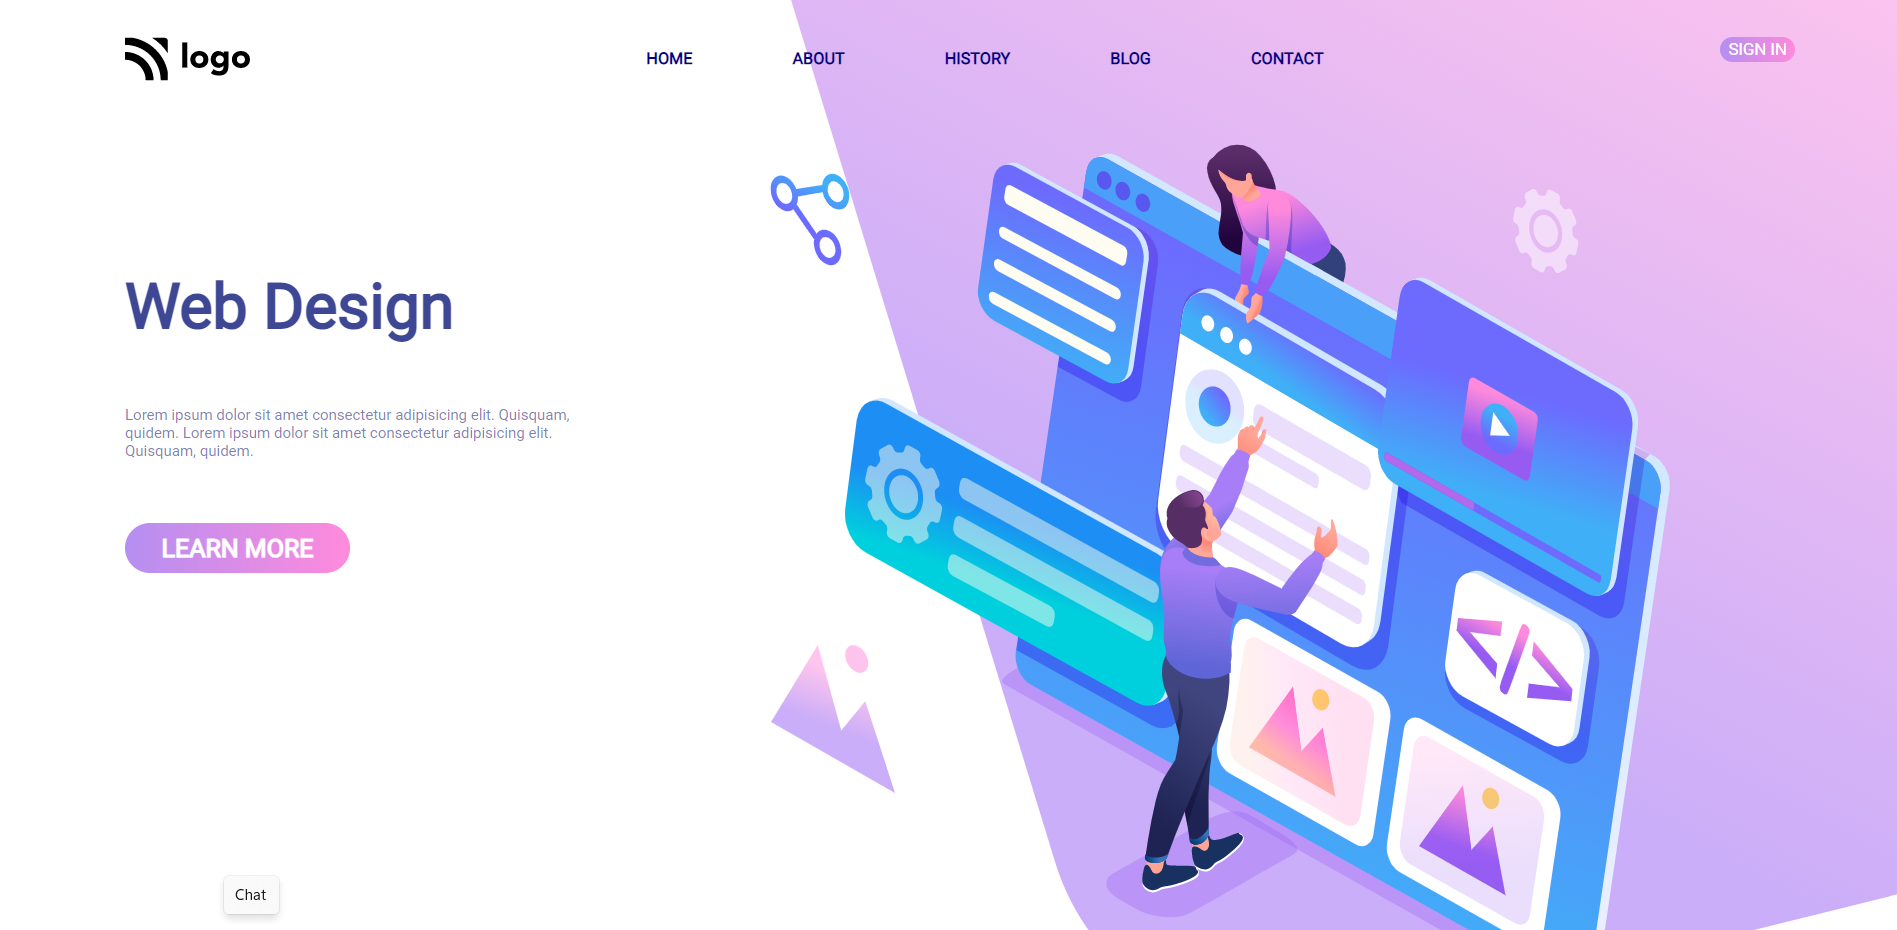 logo
HOME
ABOUT
HISTORY
BLOG
CONTACT
SIGN IN
Web Design
Lorem ipsum dolor sit amet consectetur adipisicing elit. Quisquam,
quidem. Lorem ipsum dolor sit amet consectetur adipisicing elit.
Quisquam, quidem.
LEARN MORE
</>
Chat